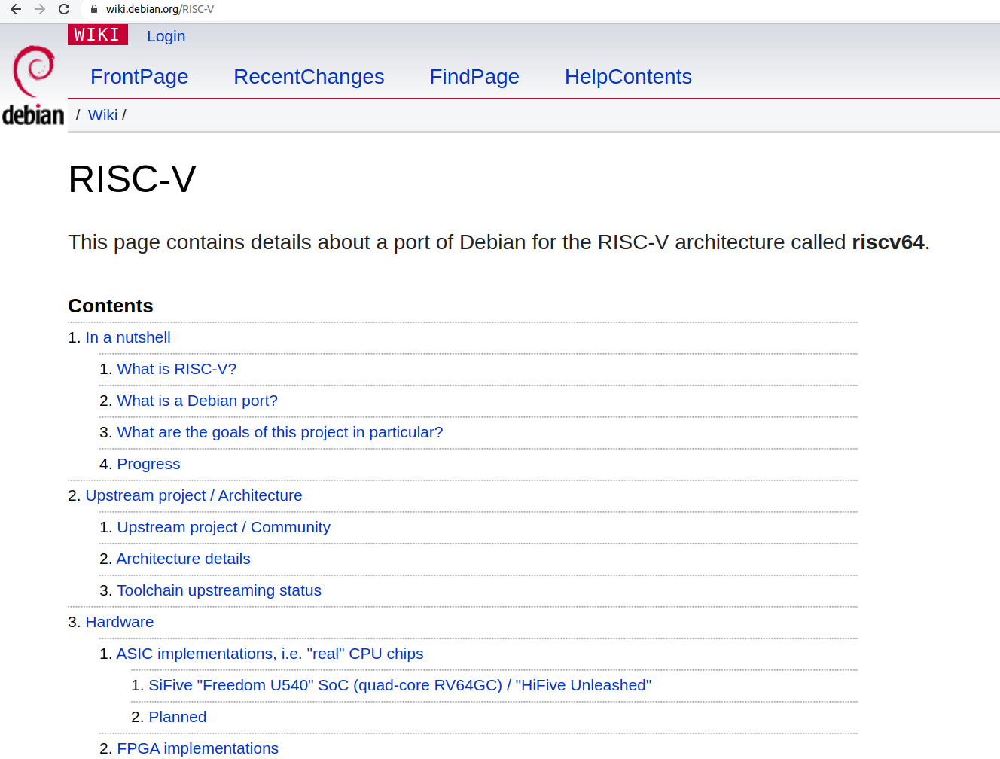 wiki.debian.org/RISC-V
WIKI Login
FrontPage RecentChanges FindPage HelpContents
debian / Wiki /
RISC-V
This page contains details about a port of Debian for the RISC-V architecture called riscv64.
Contents
1. In a nutshell
1. What is RISC-V?
2. What is a Debian port?
3. What are the goals of this project in particular?
4. Progress
2. Upstream project / Architecture
1. Upstream project / Community
2. Architecture details
3. Toolchain upstreaming status
3. Hardware
1. ASIC implementations, i.e. "real" CPU chips
1. SiFive "Freedom U540" SoC (quad-core RV64GC) / "HiFive Unleashed"
2. Planned
2. FPGA implementations